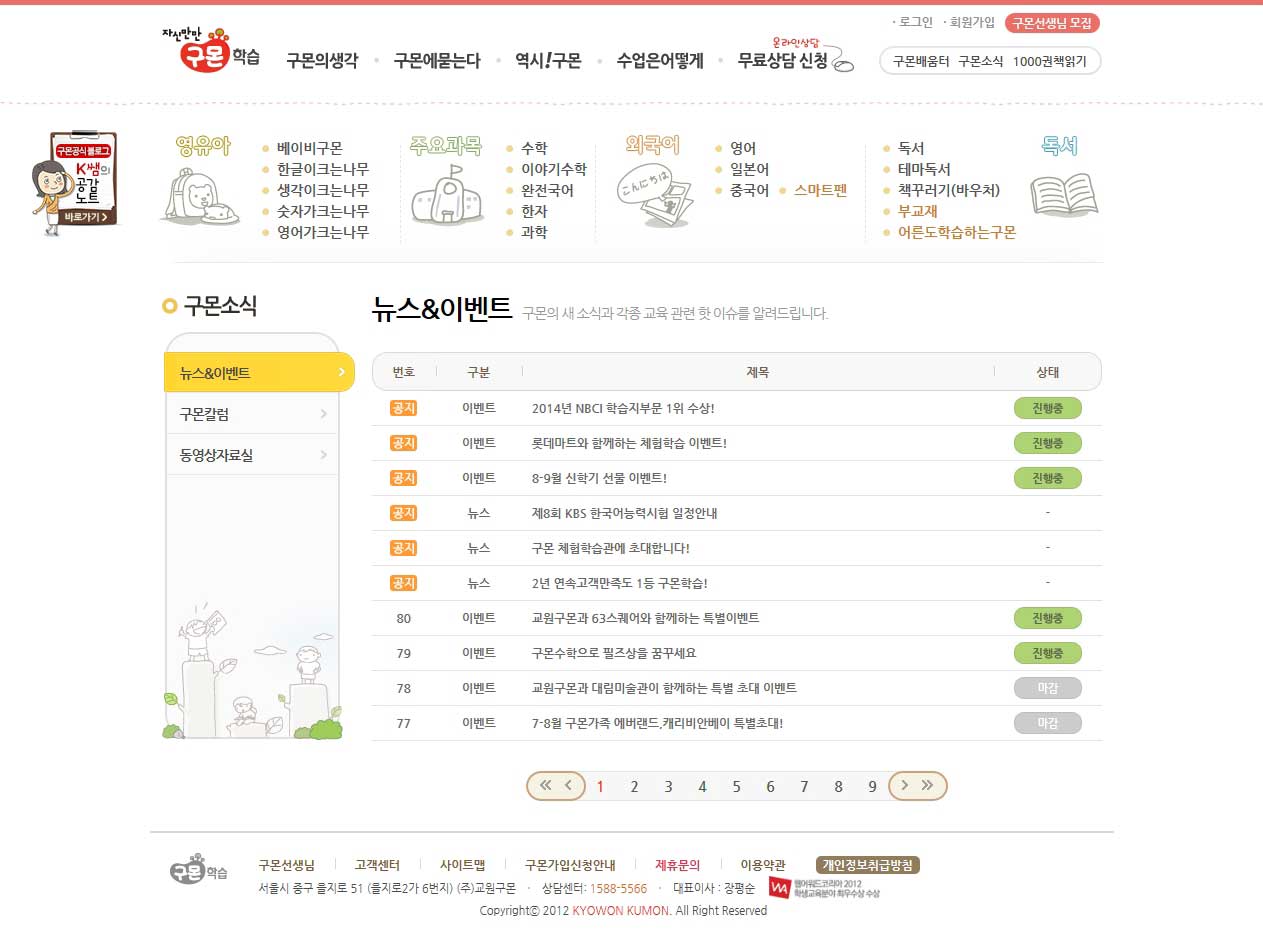 · 로그인 · 회원가입 구몬선생님 모집
자신만만
구몬 학습
구몬의생각 구몬에묻는다 역시!구몬 수업은어떻게 온라인상담 무료상담 신청
구몬배움터 구몬소식 1000권책읽기
구몬공식블로그
K쌤의
공감
노트
바로가기
영유아
베이비구몬
한글이크는나무
생각이크는나무
숫자가크는나무
영어가크는나무
주요과목
수학
이야기수학
완전국어
한자
과학
외국어
こんにちは
영어
일본어
중국어 스마트펜
독서
독서
테마독서
책꾸러기(바우처)
부교재
어른도학습하는구몬
구몬소식
뉴스&이벤트
구몬칼럼
동영상자료실
뉴스&이벤트 구몬의 새 소식과 각종 교육 관련 핫 이슈를 알려드립니다.
번호 구분 제목 상태
공지 이벤트 2014년 NBCI 학습지부문 1위 수상! 진행중
공지 이벤트 롯데마트와 함께하는 체험학습 이벤트! 진행중
공지 이벤트 8-9월 신학기 선물 이벤트! 진행중
공지 뉴스 제8회 KBS 한국어능력시험 일정안내 -
공지 뉴스 구몬 체험학습관에 초대합니다! -
공지 뉴스 2년 연속고객만족도 1등 구몬학습! -
80 이벤트 교원구몬과 63스퀘어와 함께하는 특별이벤트 진행중
79 이벤트 구몬수학으로 필즈상을 꿈꾸세요 진행중
78 이벤트 교원구몬과 대림미술관이 함께하는 특별 초대 이벤트 마감
77 이벤트 7-8월 구몬가족 에버랜드,캐리비안베이 특별초대! 마감
1 2 3 4 5 6 7 8 9
구몬 학습
구몬선생님 고객센터 사이트맵 구몬가입신청안내 제휴문의 이용약관 개인정보취급방침
서울시 중구 을지로 51 (을지로2가 6번지) (주)교원구몬 · 상담센터: 1588-5566 · 대표이사 : 장평순
WA 웹어워드코리아 2012
학생교육분야 최우수상 수상
Copyright© 2012 KYOWON KUMON. All Right Reserved